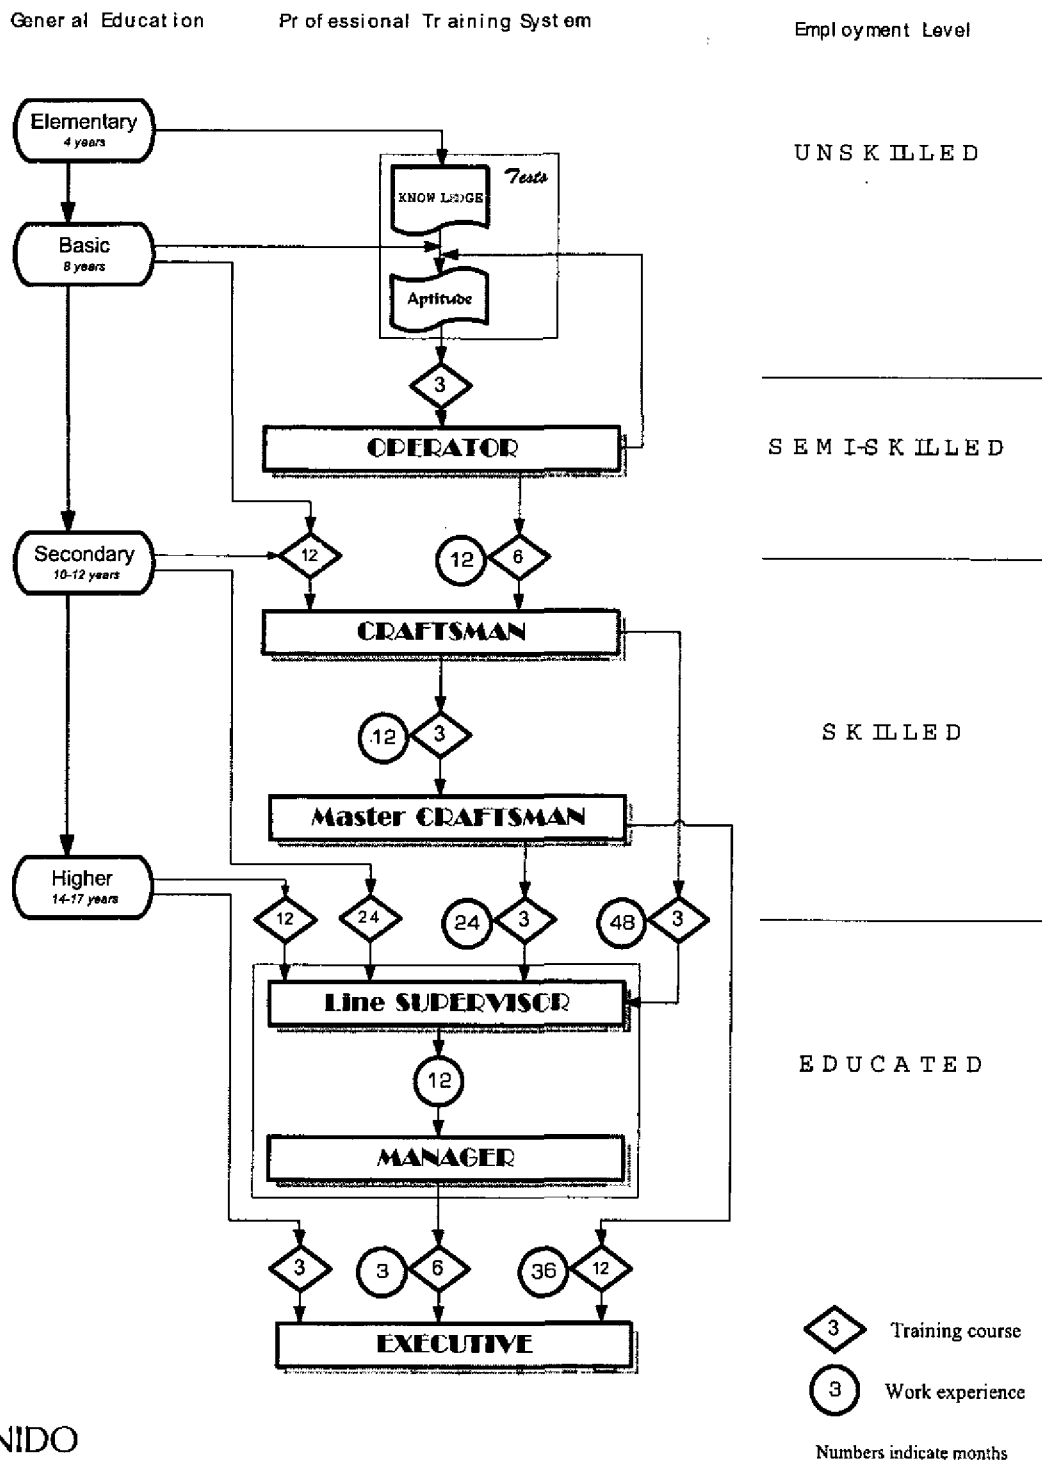 General Education Professional Training System Employment Level
Elementary
4 years
UNSKILLED
Tests
KNOWLEDGE
Basic
8 years
Aptitude
3
OPERATOR
SEMI-SKILLED
Secondary
10-12 years
12
12
6
CRAFTSMAN
12
3
SKILLED
Master CRAFTSMAN
Higher
14-17 years
12
24
24
3
48
3
Line SUPERVISOR
EDUCATED
12
MANAGER
3
3
6
36
12
EXECUTIVE
3 Training course
3 Work experience
NIDO
Numbers indicate months